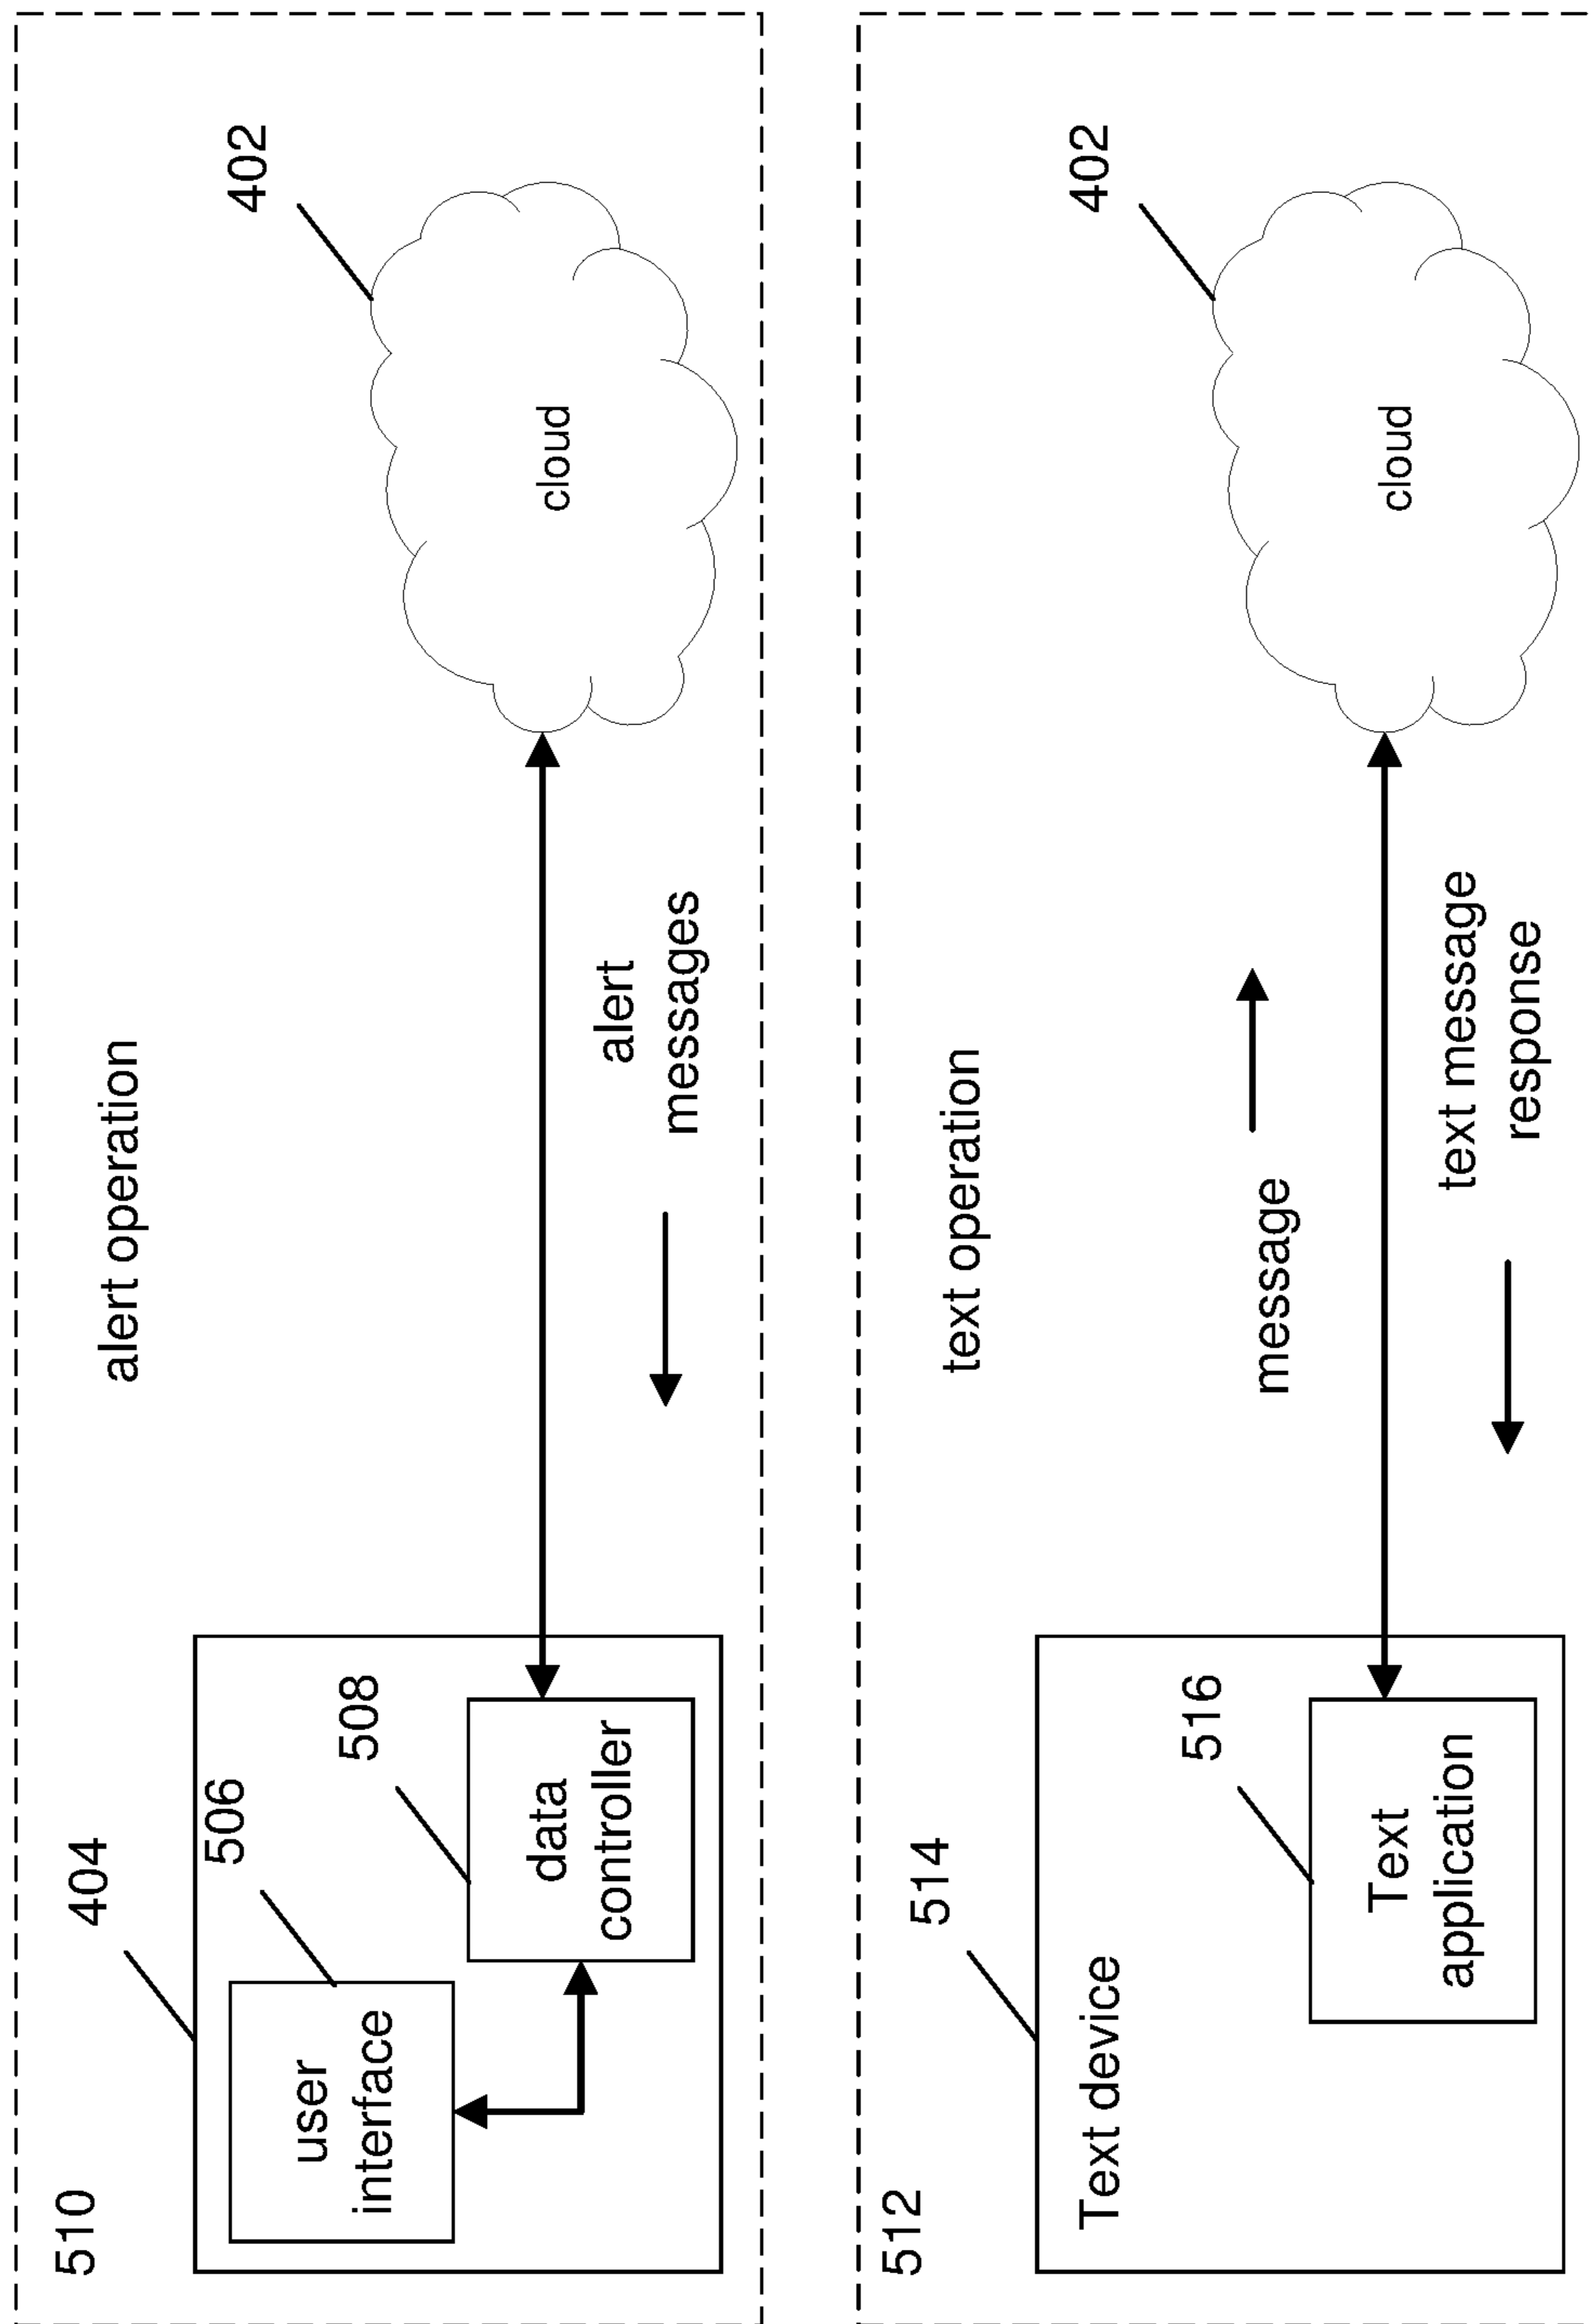 510
alert operation
404
506
user
interface
508
data
controller
alert
messages
402
cloud
512
text operation
514
Text device
516
Text
application
message
text message
response
402
cloud